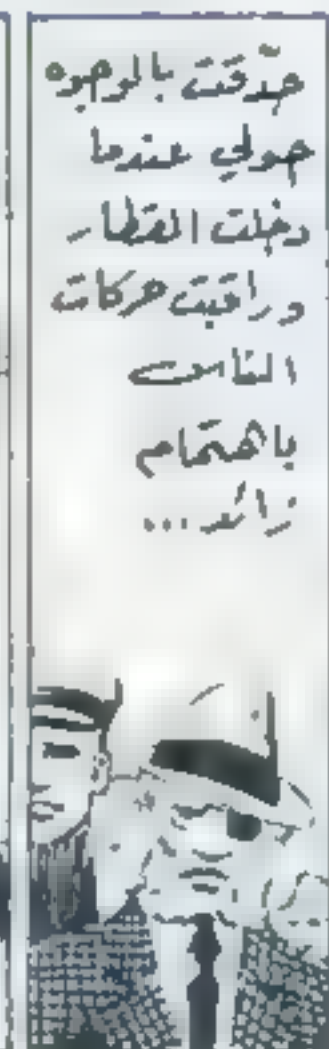 حدّقت بالوجوه
حولي عندما
دخلت القطار
وراقبت حركات
الناس
باهتمام
زائد...